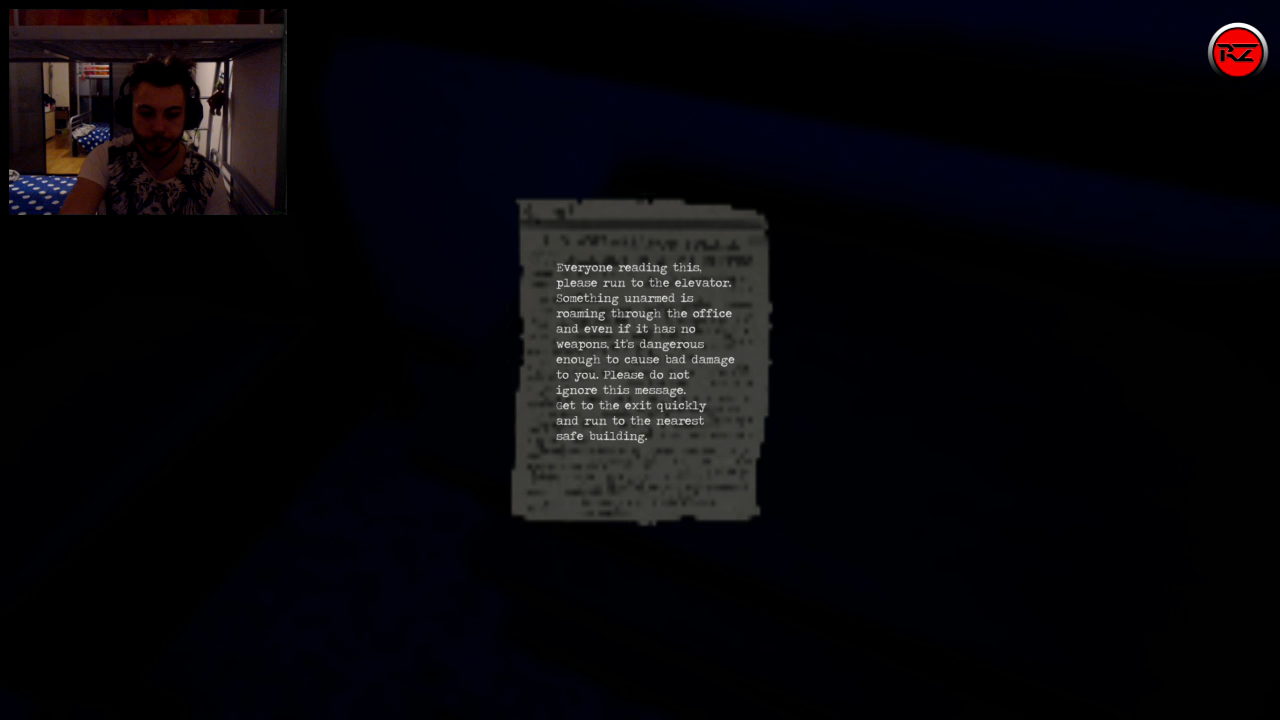 RZ
Everyone reading this,
please run to the elevator.
Something unarmed is
roaming through the office
and even if it has no
weapons, it's dangerous
enough to cause bad damage
to you. Please do not
ignore this message.
Get to the exit quickly
and run to the nearest
safe building.